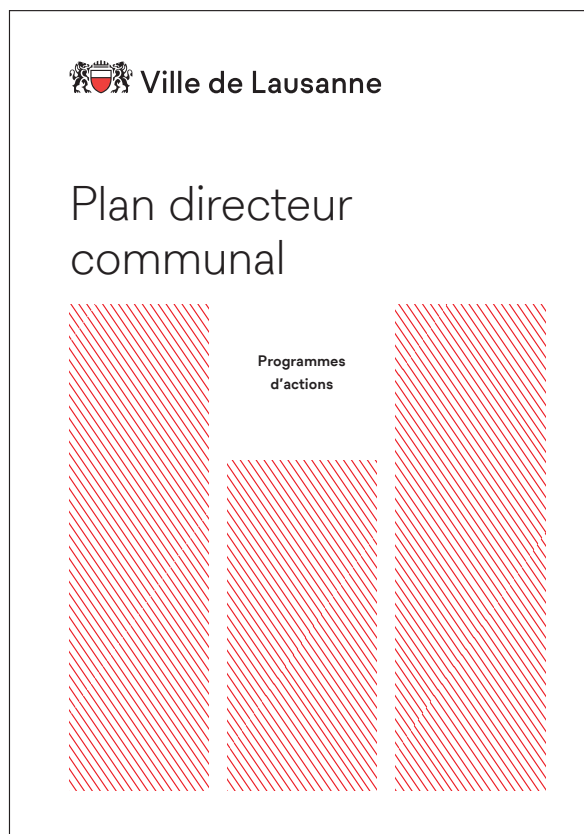 Ville de Lausanne
Plan directeur
communal
Programmes
d'actions